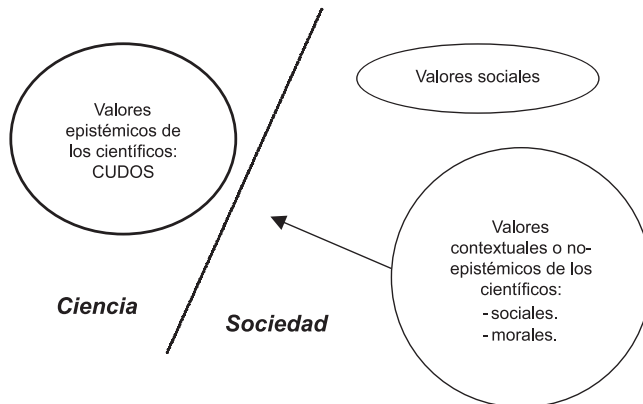 Valores
epistémicos de
los científicos:
CUDOS
Valores sociales
Valores
contextuales o no-
epistémicos de los
científicos:
- sociales.
- morales.
Ciencia
Sociedad